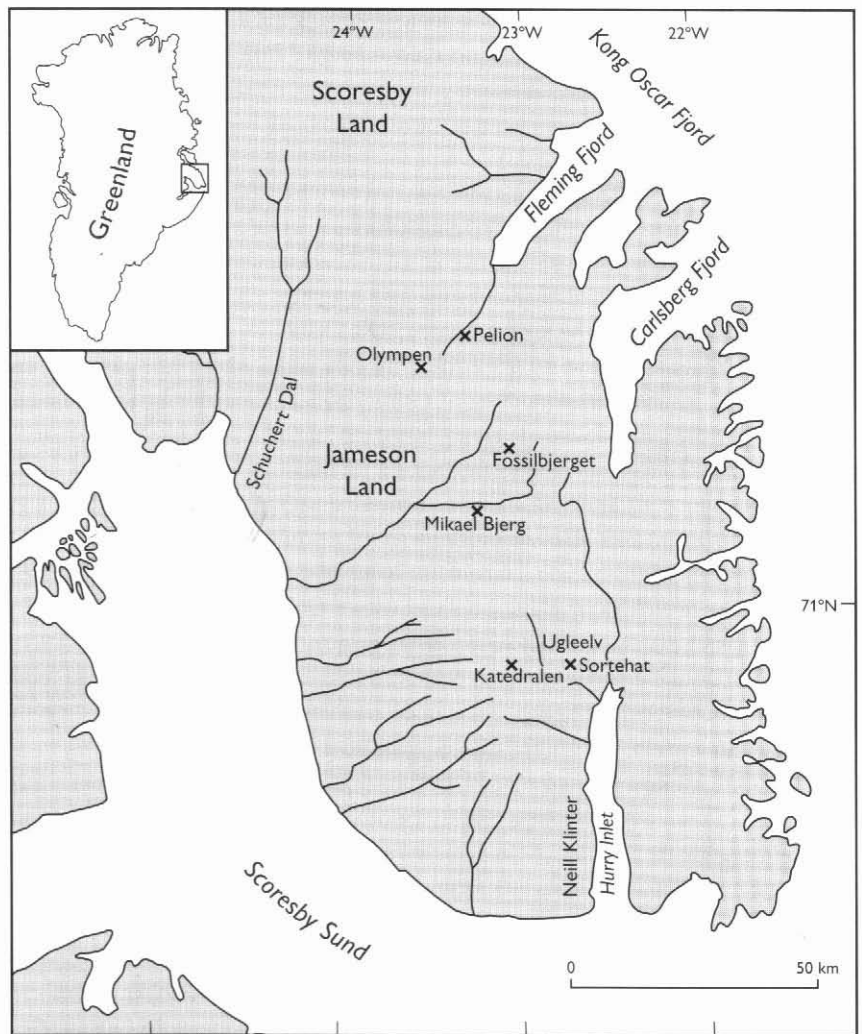 24°W
23°W
22°W
Greenland
Scoresby
Land
Kong Oscar Fjord
Fleming Fjord
Carlsberg Fjord
Pelion
Olympen
Schuchert Dal
Jameson
Land
Fossilbjerget
Mikael Bjerg
71°N
Ugleelv
Sortehat
Katedralen
Neill Klinter
Hurry Inlet
Scoresby Sund
0
50 km